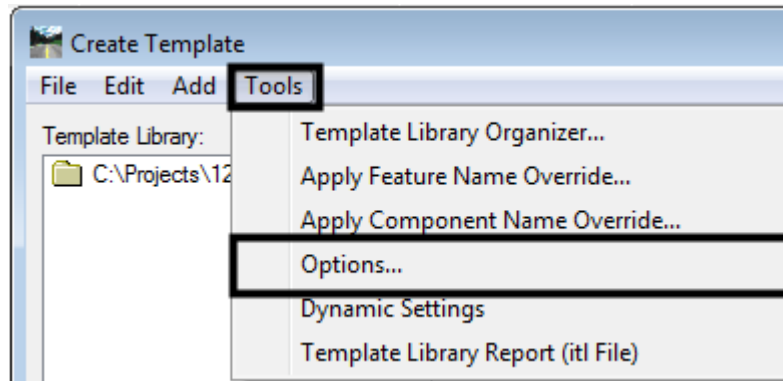 Create Template
File Edit Add Tools
Template Library:
C:\Projects\12
Template Library Organizer...
Apply Feature Name Override...
Apply Component Name Override...
Options...
Dynamic Settings
Template Library Report (itl File)